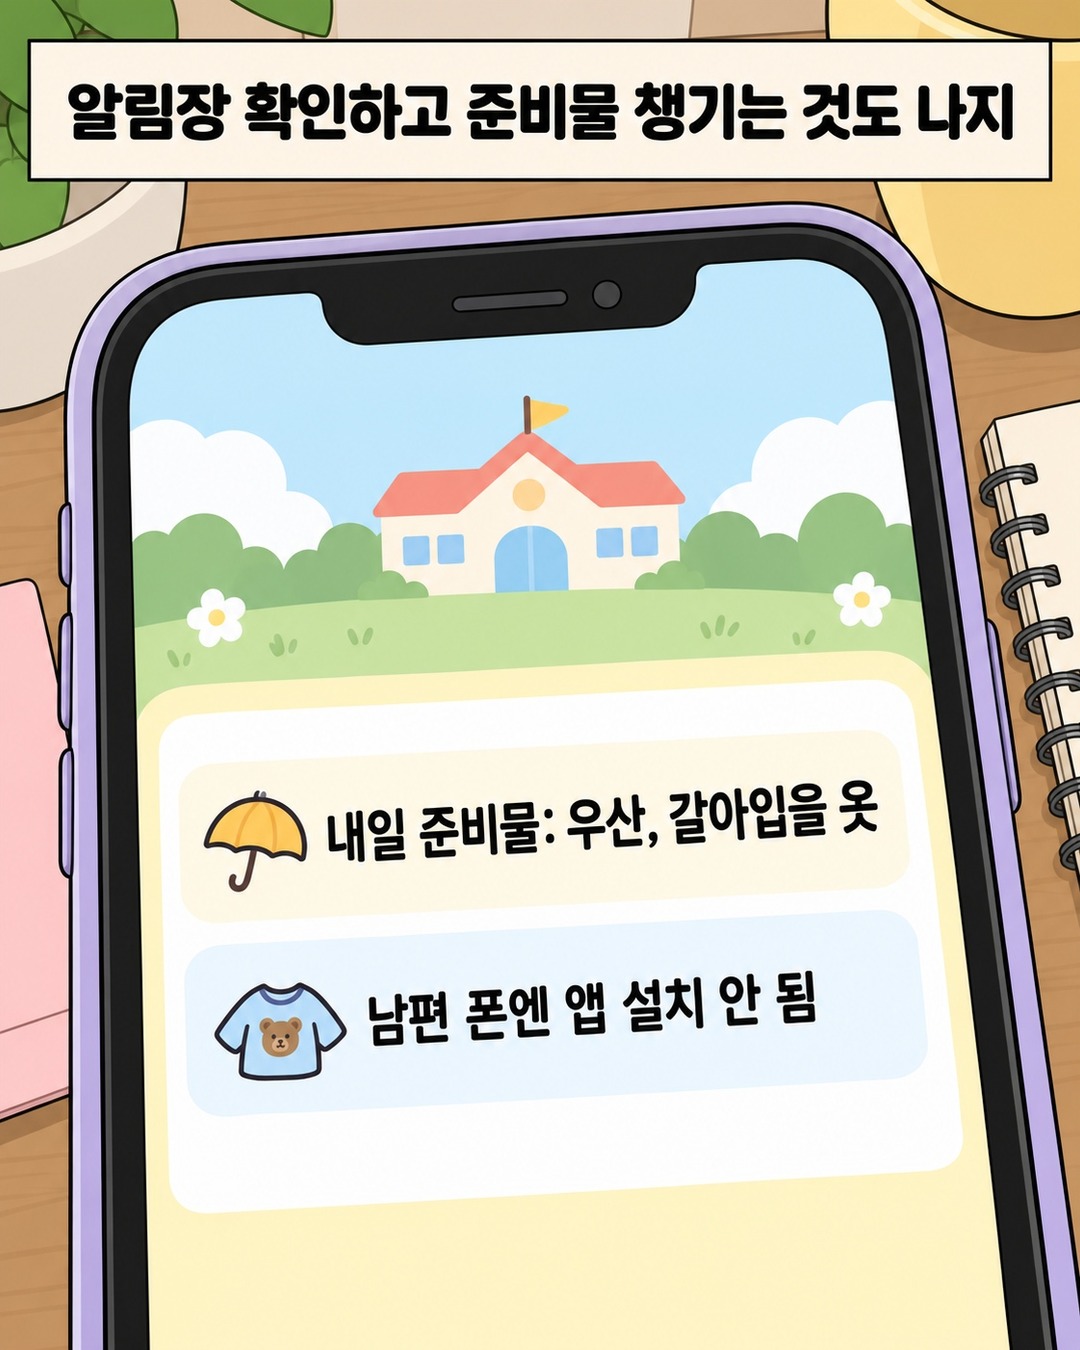 알림장 확인하고 준비물 챙기는 것도 나지
내일 준비물: 우산, 갈아입을 옷
남편 폰엔 앱 설치 안 됨